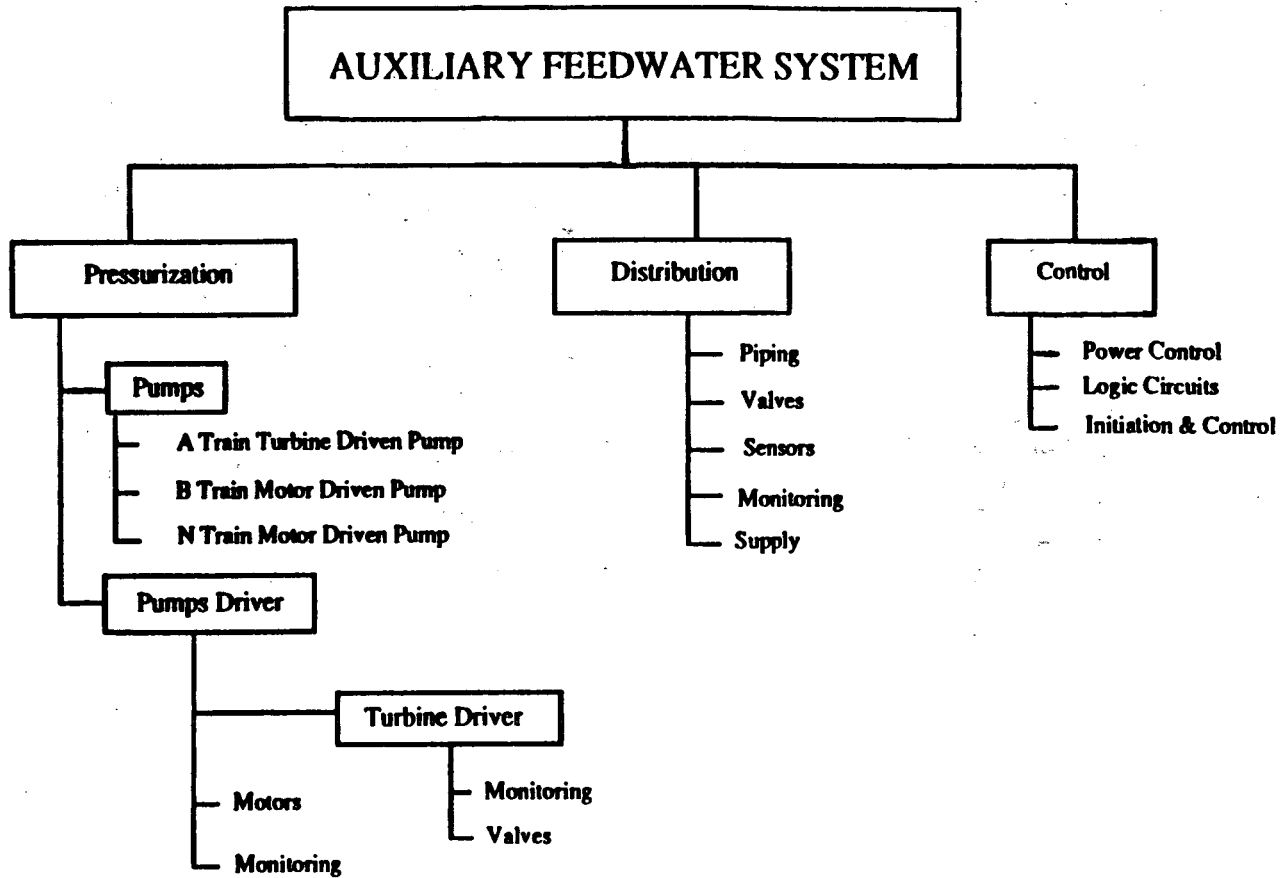 AUXILIARY FEEDWATER SYSTEM
Pressurization
Pumps
A Train Turbine Driven Pump
B Train Motor Driven Pump
N Train Motor Driven Pump
Pumps Driver
Turbine Driver
Monitoring
Valves
Motors
Monitoring
Distribution
Piping
Valves
Sensors
Monitoring
Supply
Control
Power Control
Logic Circuits
Initiation & Control